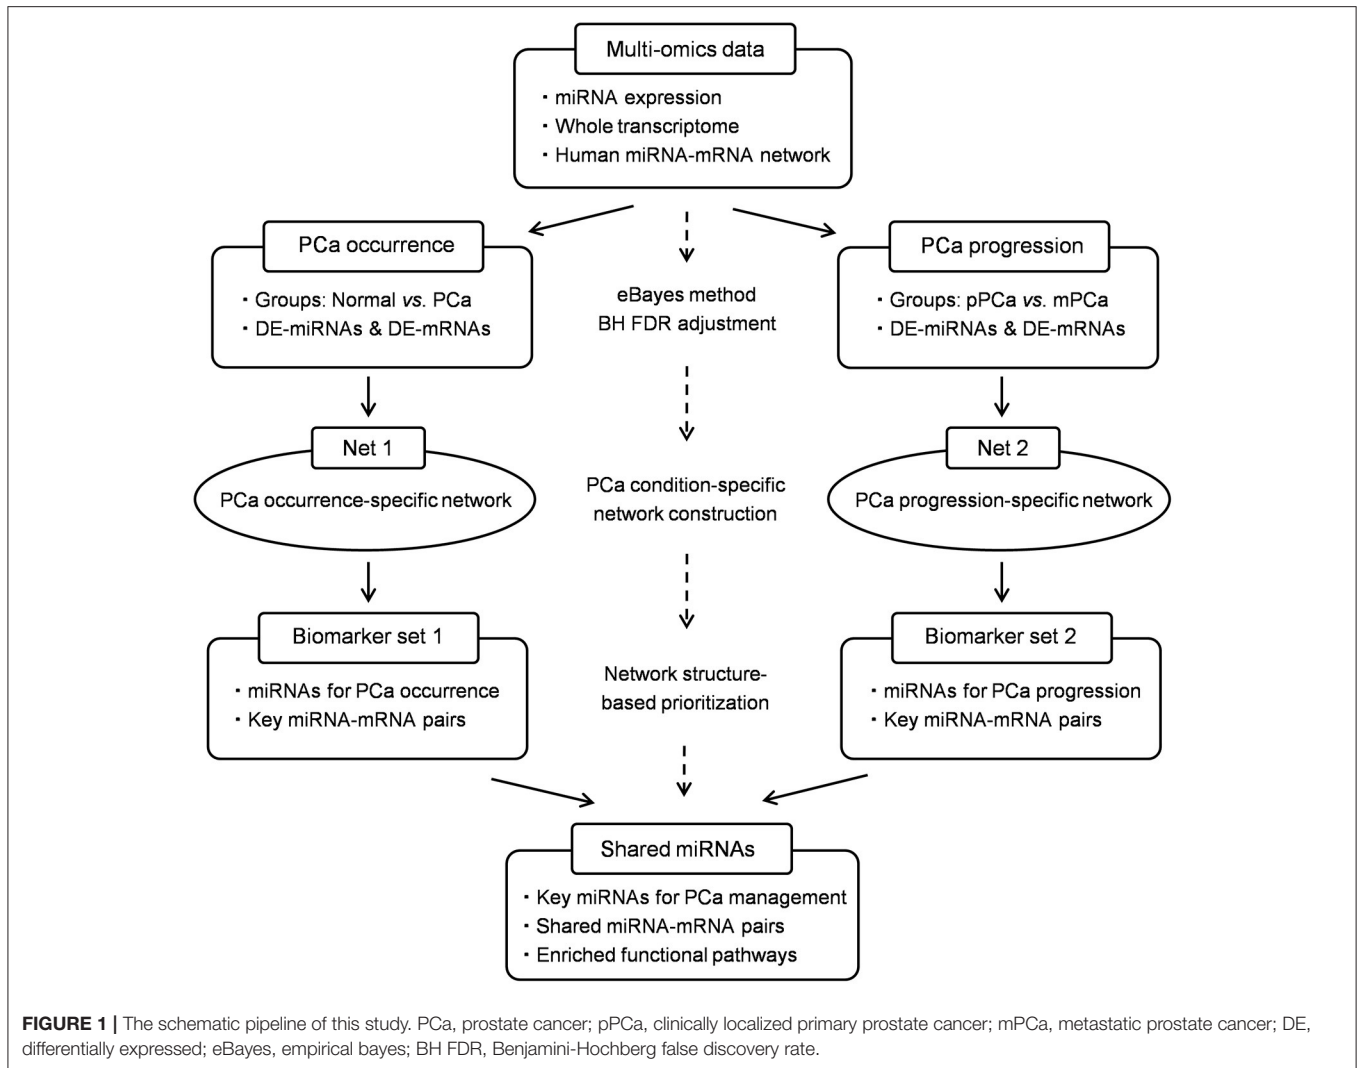 Multi-omics data
· miRNA expression
· Whole transcriptome
· Human miRNA-mRNA network
PCa occurrence
· Groups: Normal vs. PCa
· DE-miRNAs & DE-mRNAs
eBayes method
BH FDR adjustment
PCa progression
· Groups: pPCa vs. mPCa
· DE-miRNAs & DE-mRNAs
Net 1
PCa occurrence-specific network
PCa condition-specific
network construction
Net 2
PCa progression-specific network
Biomarker set 1
· miRNAs for PCa occurrence
· Key miRNA-mRNA pairs
Network structure-
based prioritization
Biomarker set 2
· miRNAs for PCa progression
· Key miRNA-mRNA pairs
Shared miRNAs
· Key miRNAs for PCa management
· Shared miRNA-mRNA pairs
· Enriched functional pathways
FIGURE 1 | The schematic pipeline of this study. PCa, prostate cancer; pPCa, clinically localized primary prostate cancer; mPCa, metastatic prostate cancer; DE,
differentially expressed; eBayes, empirical bayes; BH FDR, Benjamini-Hochberg false discovery rate.